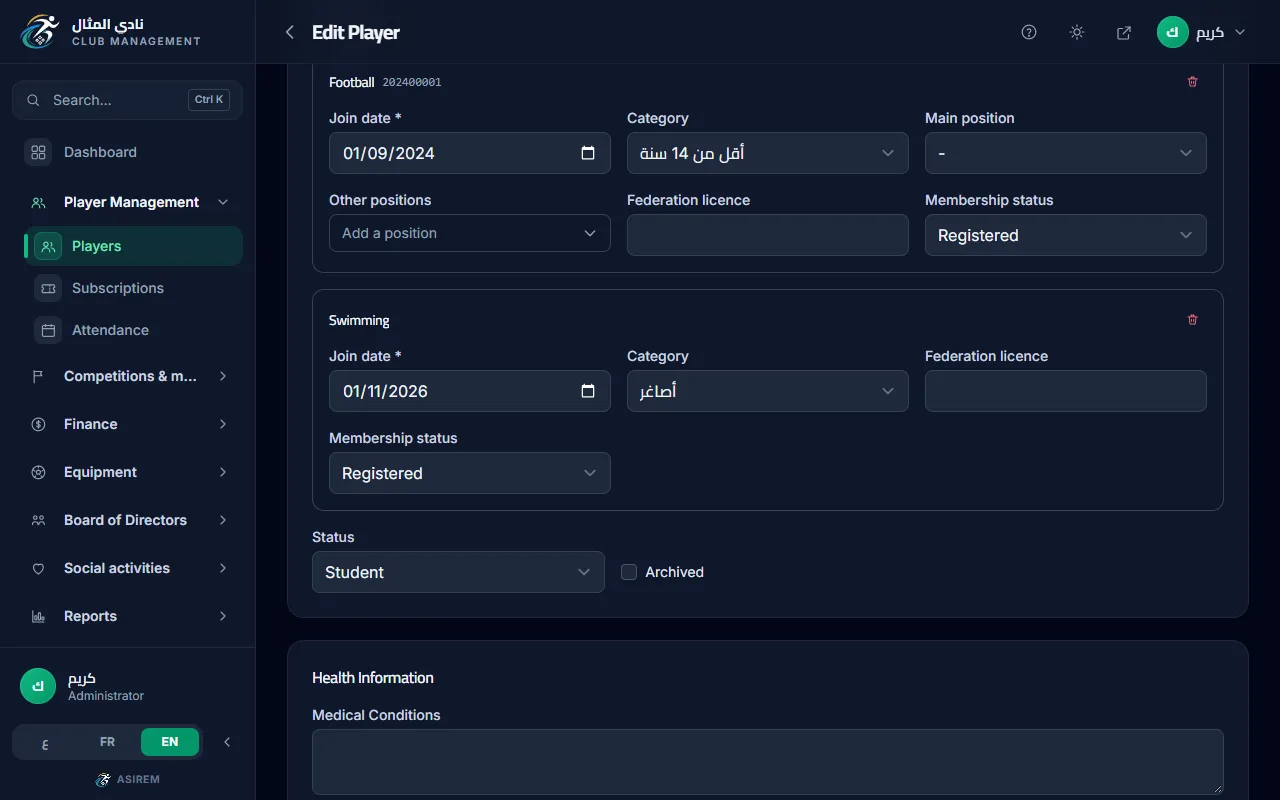 نادي المثال
CLUB MANAGEMENT
Search...
Ctrl K
Dashboard
Player Management
Players
Subscriptions
Attendance
Competitions & m...
Finance
Equipment
Board of Directors
Social activities
Reports
ك
كريم
Administrator
ع
FR
EN
ASIREM
Edit Player
ك
كريم
Football 202400001
Join date *
Category
Main position
01/09/2024
أقل من 14 سنة
-
Other positions
Federation licence
Membership status
Add a position
Registered
Swimming
Join date *
Category
Federation licence
01/11/2026
أصاغر
Membership status
Registered
Status
Student
Archived
Health Information
Medical Conditions